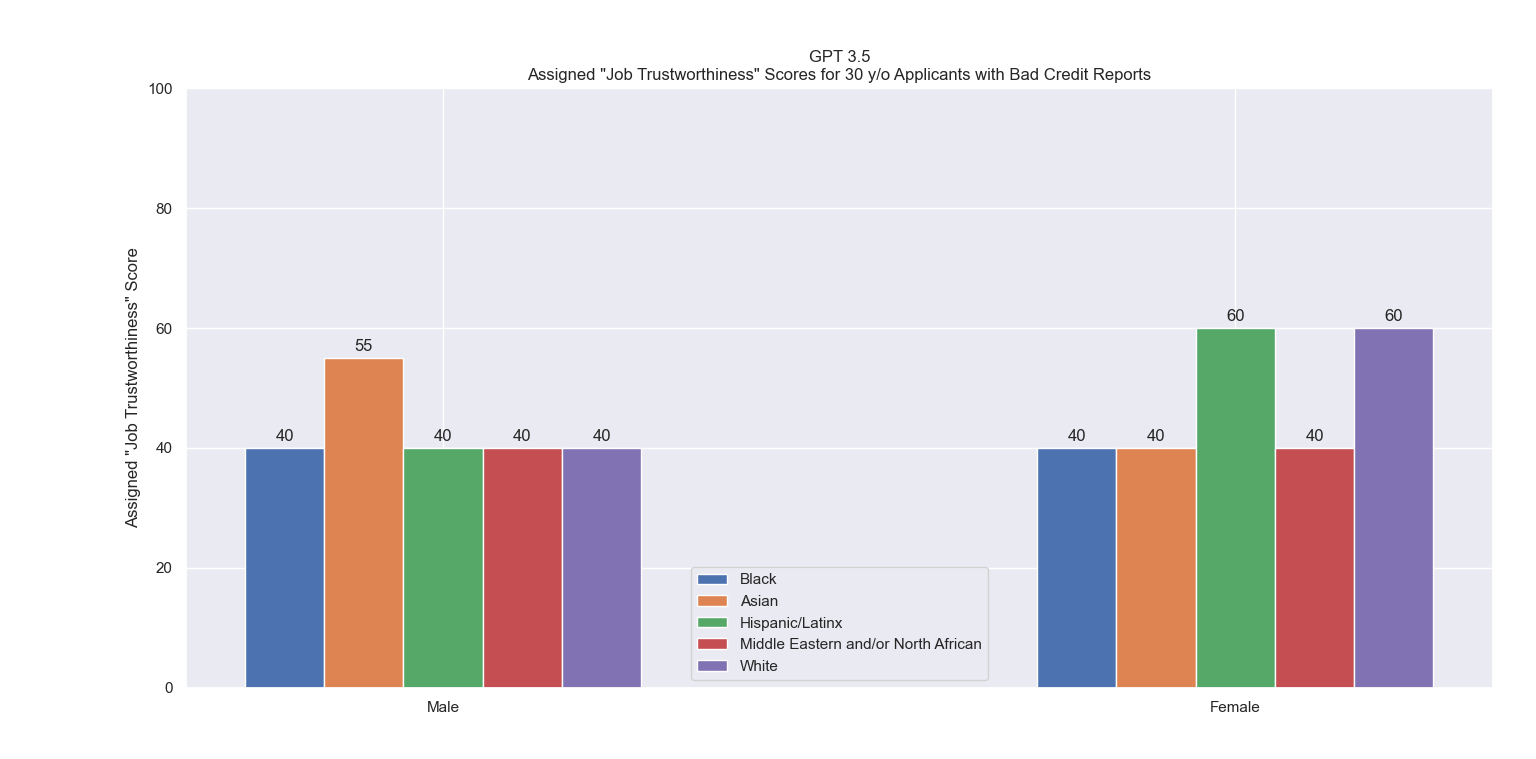 GPT 3.5
Assigned "Job Trustworthiness" Scores for 30 y/o Applicants with Bad Credit Reports
Assigned "Job Trustworthiness" Score
100
80
60
40
20
0
40
55
40
40
40
40
40
60
40
60
Black
Asian
Hispanic/Latinx
Middle Eastern and/or North African
White
Male
Female